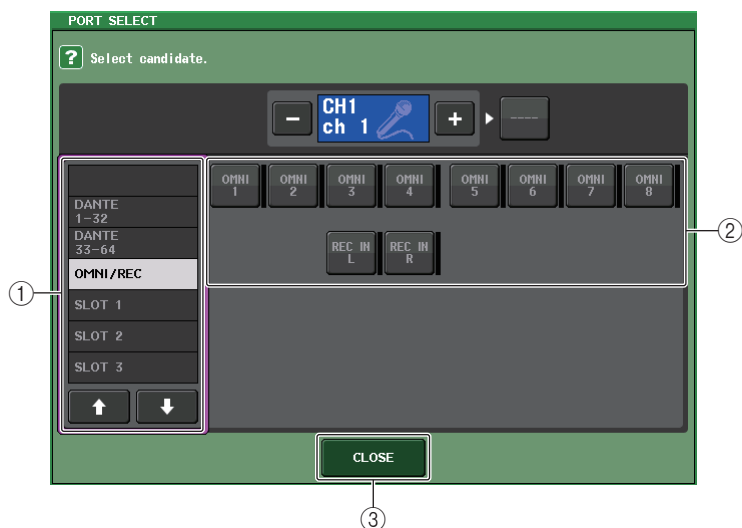 PORT SELECT
? Select candidate.
− CH1 +
ch 1
----
DANTE
1-32
DANTE
33-64
OMNI/REC
SLOT 1
SLOT 2
SLOT 3
OMNI
1
OMNI
2
OMNI
3
OMNI
4
OMNI
5
OMNI
6
OMNI
7
OMNI
8
REC IN
L
REC IN
R
CLOSE
①
②
③